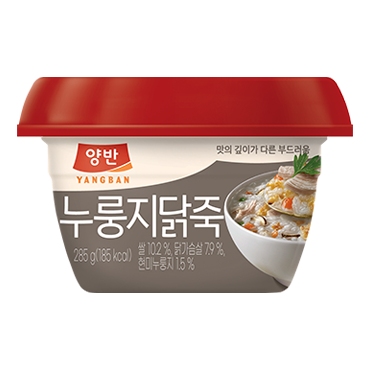 맛의 깊이가 다른 부드러움
양반
YANGBAN
누룽지닭죽
285 g(185 kcal)
쌀 10.2 %, 닭가슴살 7.9 %,
현미누룽지 1.5 %